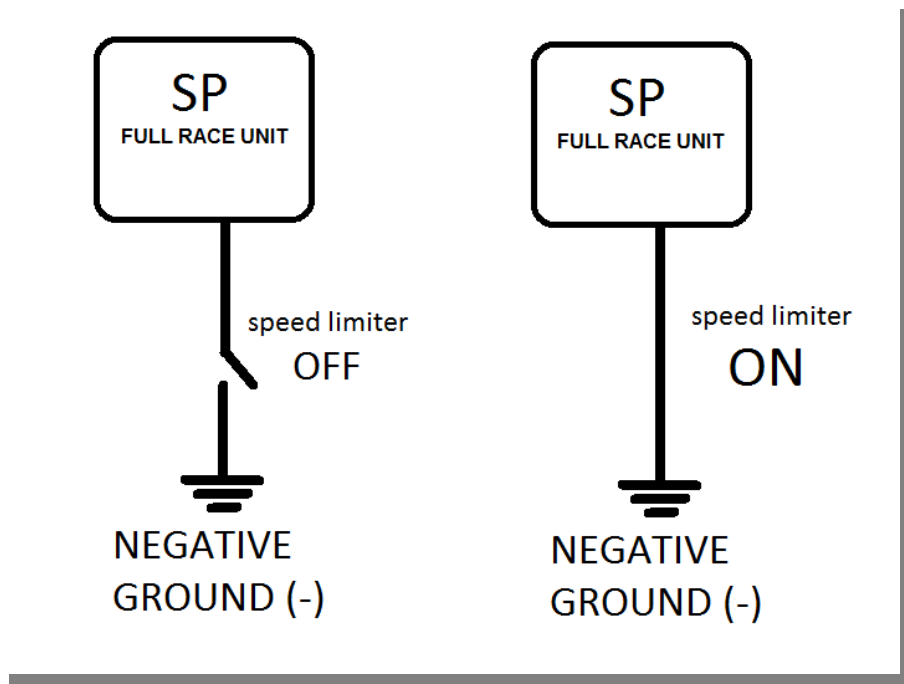 SP
FULL RACE UNIT
speed limiter
OFF
NEGATIVE
GROUND (-)
SP
FULL RACE UNIT
speed limiter
ON
NEGATIVE
GROUND (-)